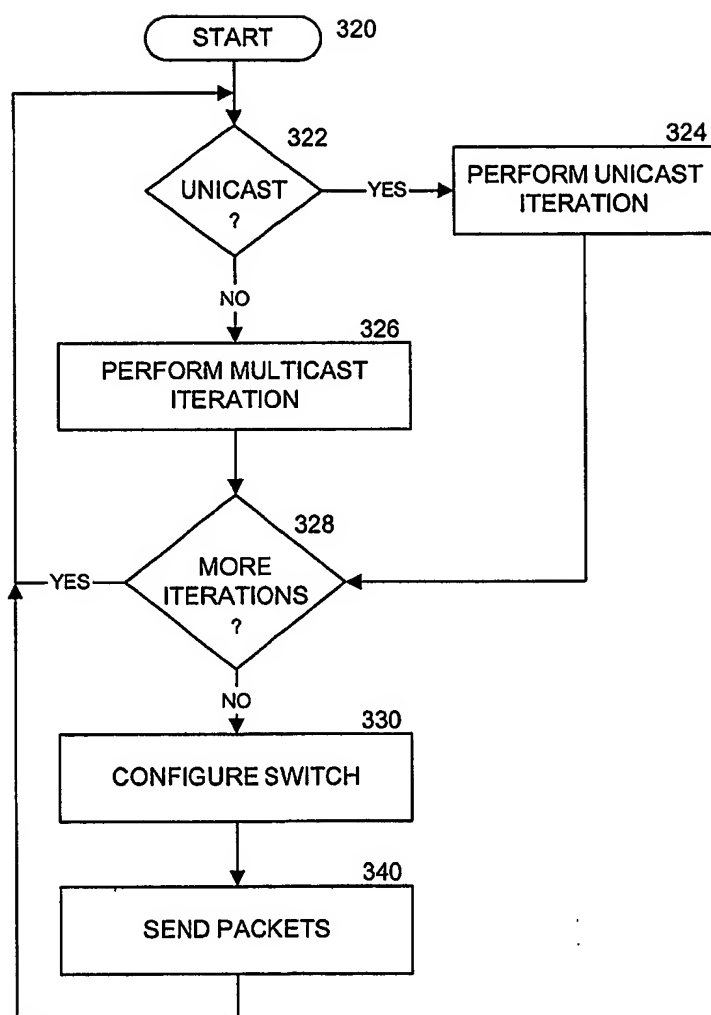 START
320
322
UNICAST
?
YES
324
PERFORM UNICAST
ITERATION
NO
326
PERFORM MULTICAST
ITERATION
328
MORE
ITERATIONS
?
YES
NO
330
CONFIGURE SWITCH
340
SEND PACKETS